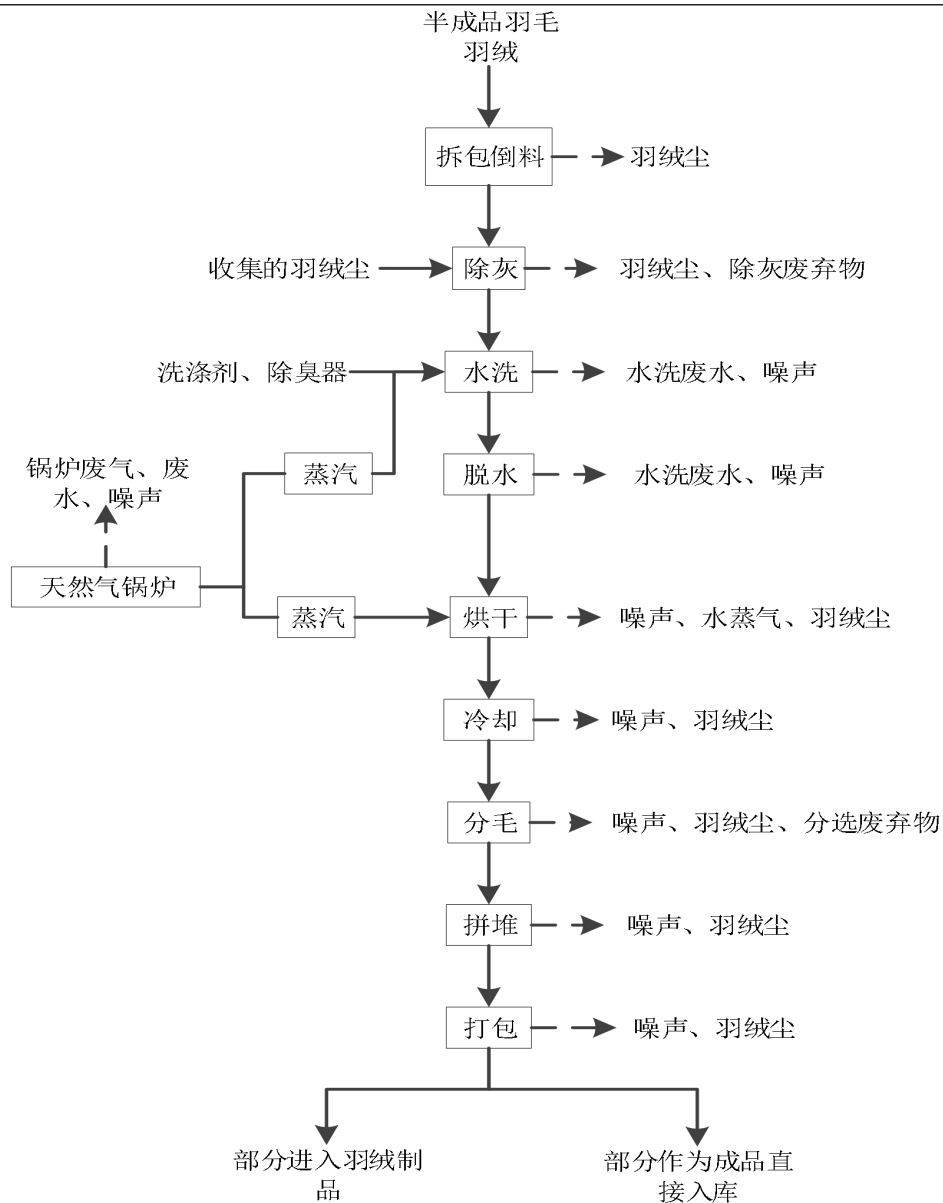 半成品羽毛
羽绒
拆包倒料
羽绒尘
收集的羽绒尘
除灰
羽绒尘、除灰废弃物
洗涤剂、除臭器
水洗
水洗废水、噪声
锅炉废气、废
水、噪声
蒸汽
脱水
水洗废水、噪声
天然气锅炉
蒸汽
烘干
噪声、水蒸气、羽绒尘
冷却
噪声、羽绒尘
分毛
噪声、羽绒尘、分选废弃物
拼堆
噪声、羽绒尘
打包
噪声、羽绒尘
部分进入羽绒制
品
部分作为成品直
接入库